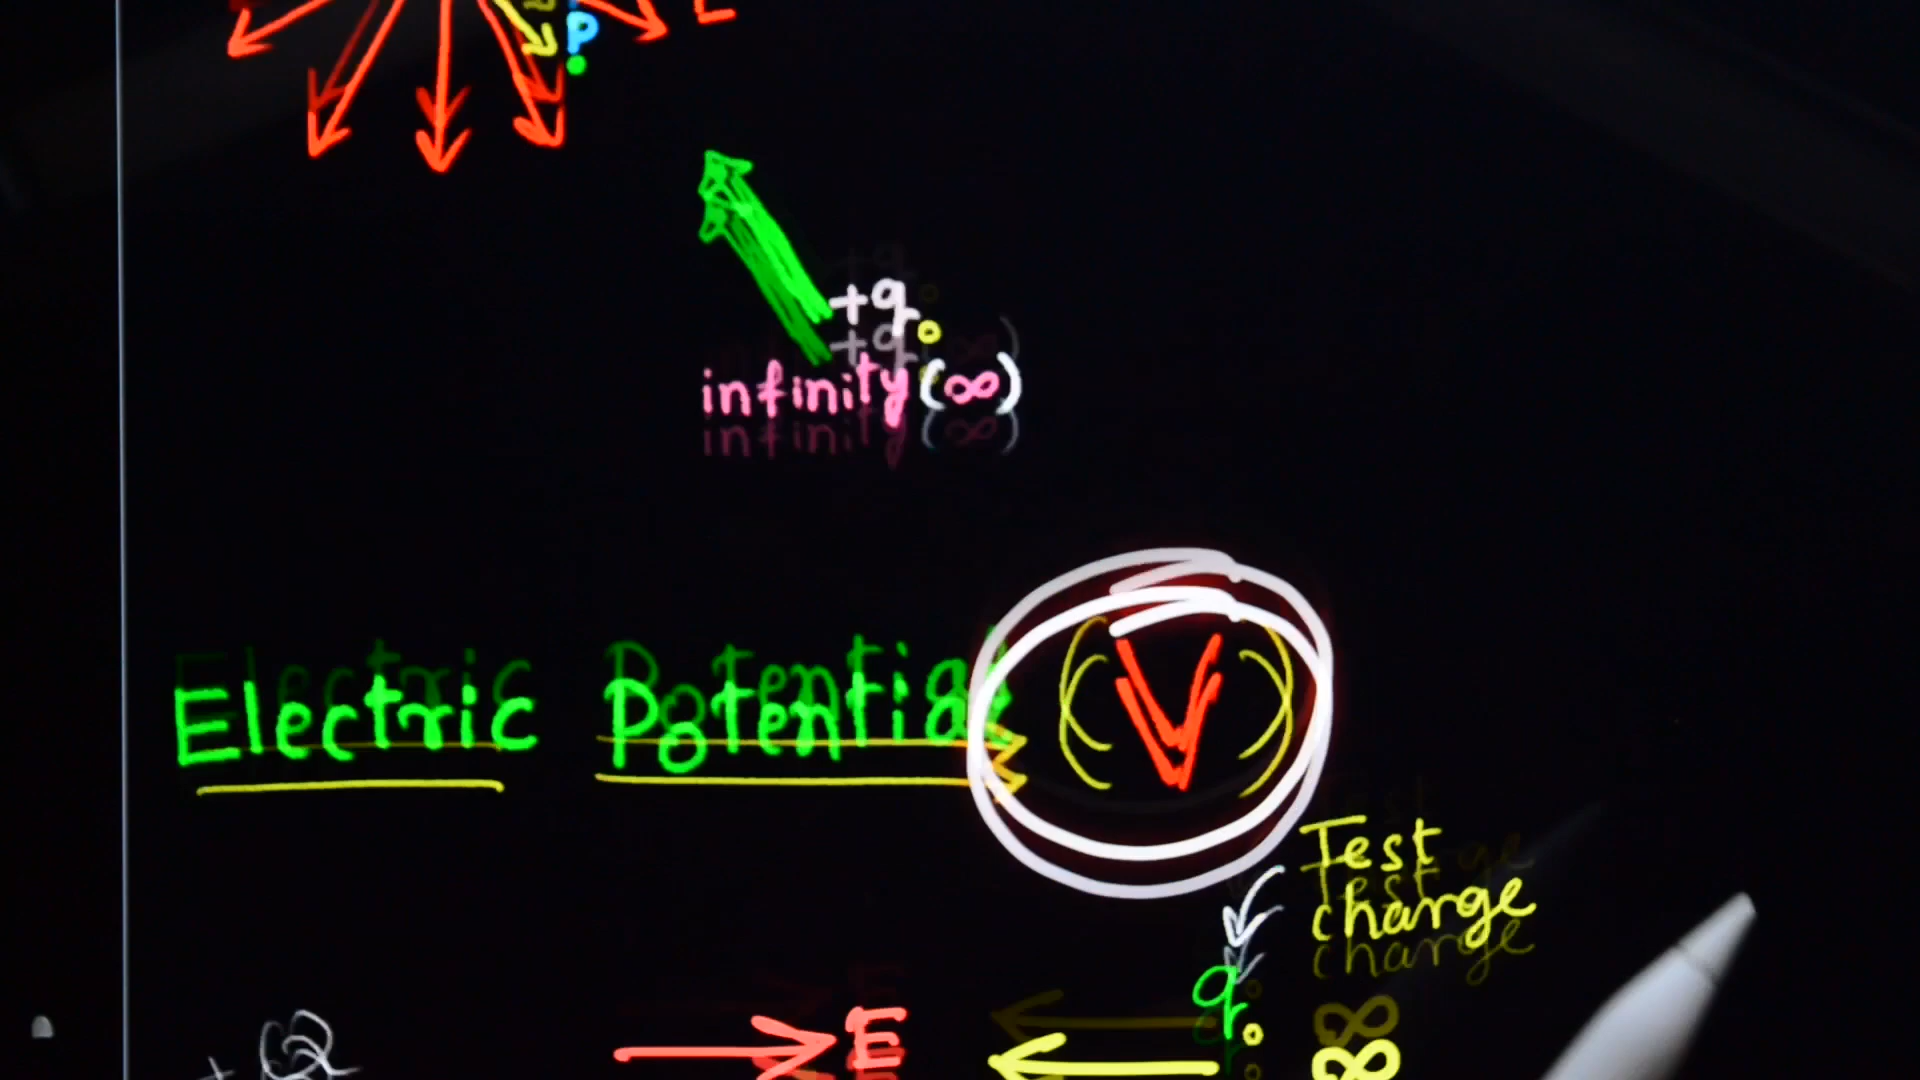 P
+q₀
infinity (∞)
Electric Potential (V)
Test
charge
q₀ ∞
+Q E